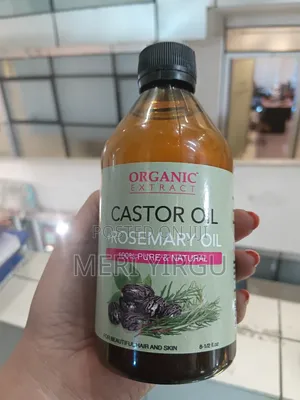 ORGANIC
EXTRACT
CASTOR OIL
ROSEMARY OIL
100% PURE & NATURAL
MERI YIRGU
FOR BEAUTIFUL HAIR AND SKIN